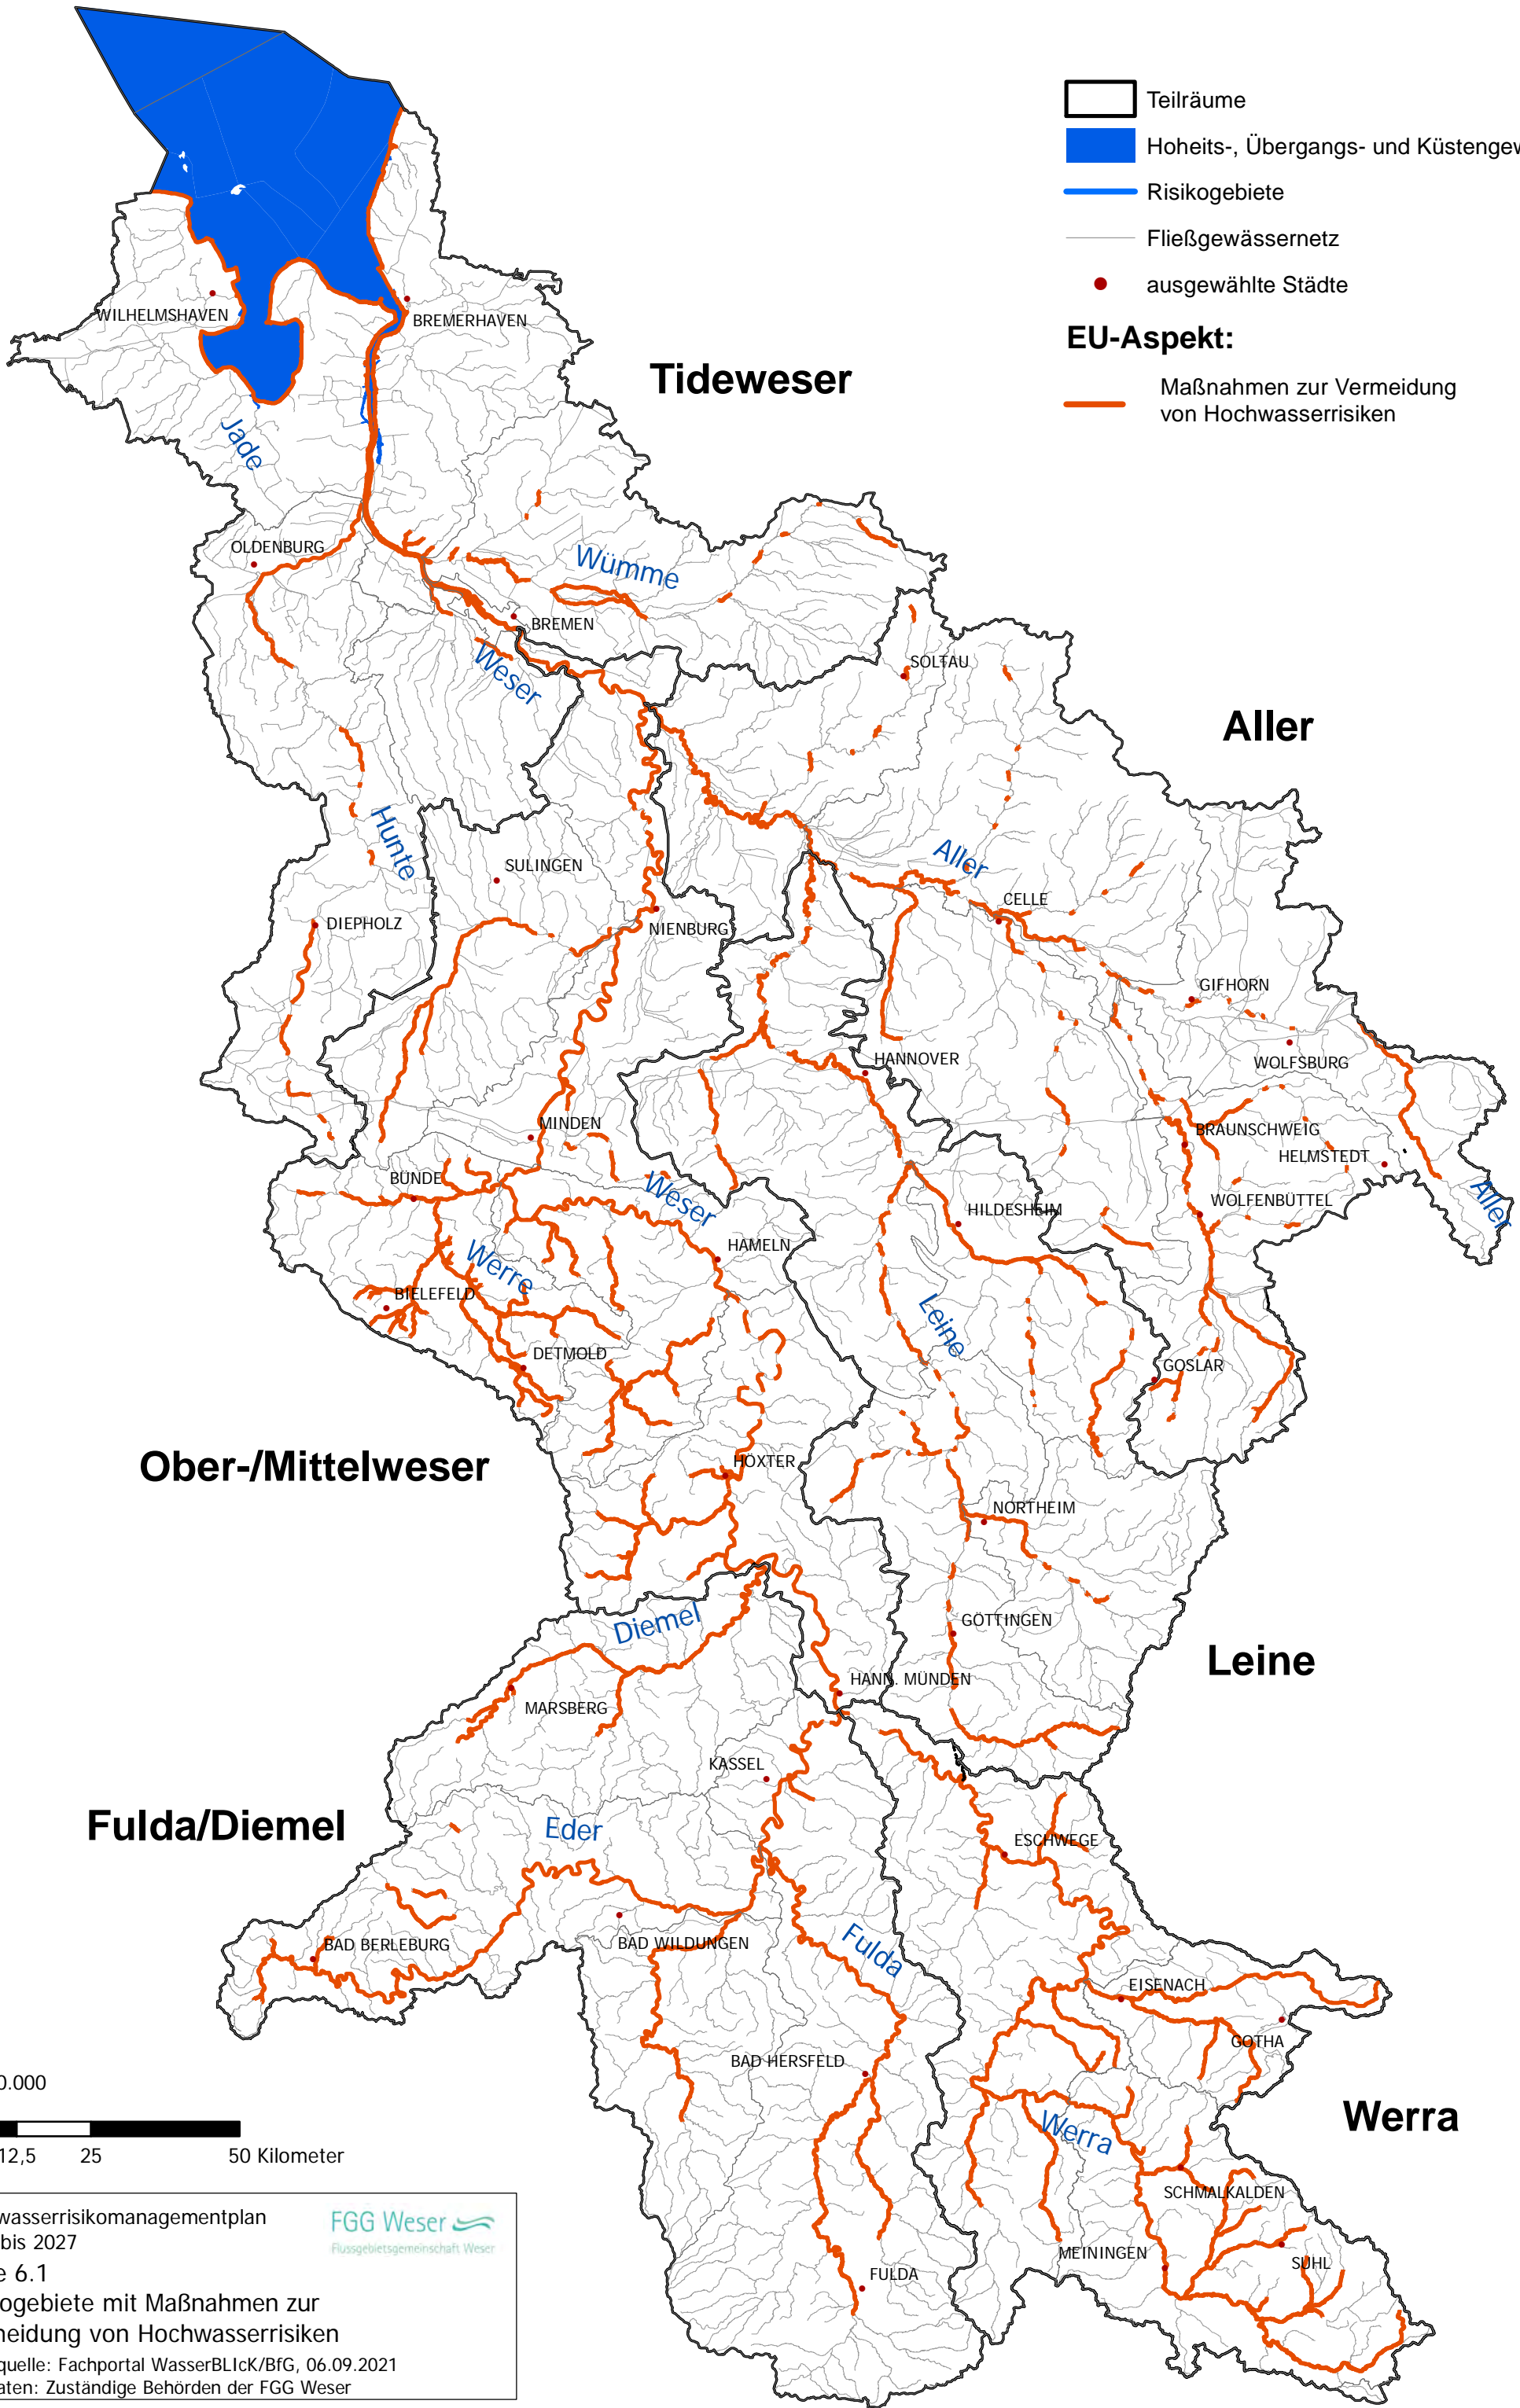 Teilräume
Hoheits-, Übergangs- und Küstengew
Risikogebiete
Fließgewässernetz
ausgewählte Städte
EU-Aspekt:
Maßnahmen zur Vermeidung
von Hochwasserrisiken
WILHELMSHAVEN
BREMERHAVEN
Tideweser
Jade
OLDENBURG
Wümme
BREMEN
Weser
SOLTAU
Aller
Hunte
SULINGEN
Aller
CELLE
DIEPHOLZ
NIENBURG
GIFHORN
HANNOVER
WOLFSBURG
MINDEN
BRAUNSCHWEIG
HELMSTEDT
BÜNDE
Weser
WOLFENBÜTTEL
Aller
HILDESHEIM
HAMELN
Werre
BIELEFELD
Leine
DETMOLD
GOSLAR
Ober-/Mittelweser
HÖXTER
NORTHEIM
Diemel
GÖTTINGEN
Leine
HANN. MÜNDEN
MARSBERG
KASSEL
Fulda/Diemel
Eder
ESCHWEGE
BAD BERLEBURG
BAD WILDUNGEN
Fulda
EISENACH
GOTHA
BAD HERSFELD
Werra
Werra
SCHMALKALDEN
MEININGEN
SUHL
FULDA
0.000
12,5 25 50 Kilometer
wasserrisikomanagementplan
bis 2027
FGG Weser
Flussgebietsgemeinschaft Weser
e 6.1
ogebiete mit Maßnahmen zur
neidung von Hochwasserrisiken
quelle: Fachportal WasserBLIcK/BfG, 06.09.2021
aten: Zuständige Behörden der FGG Weser